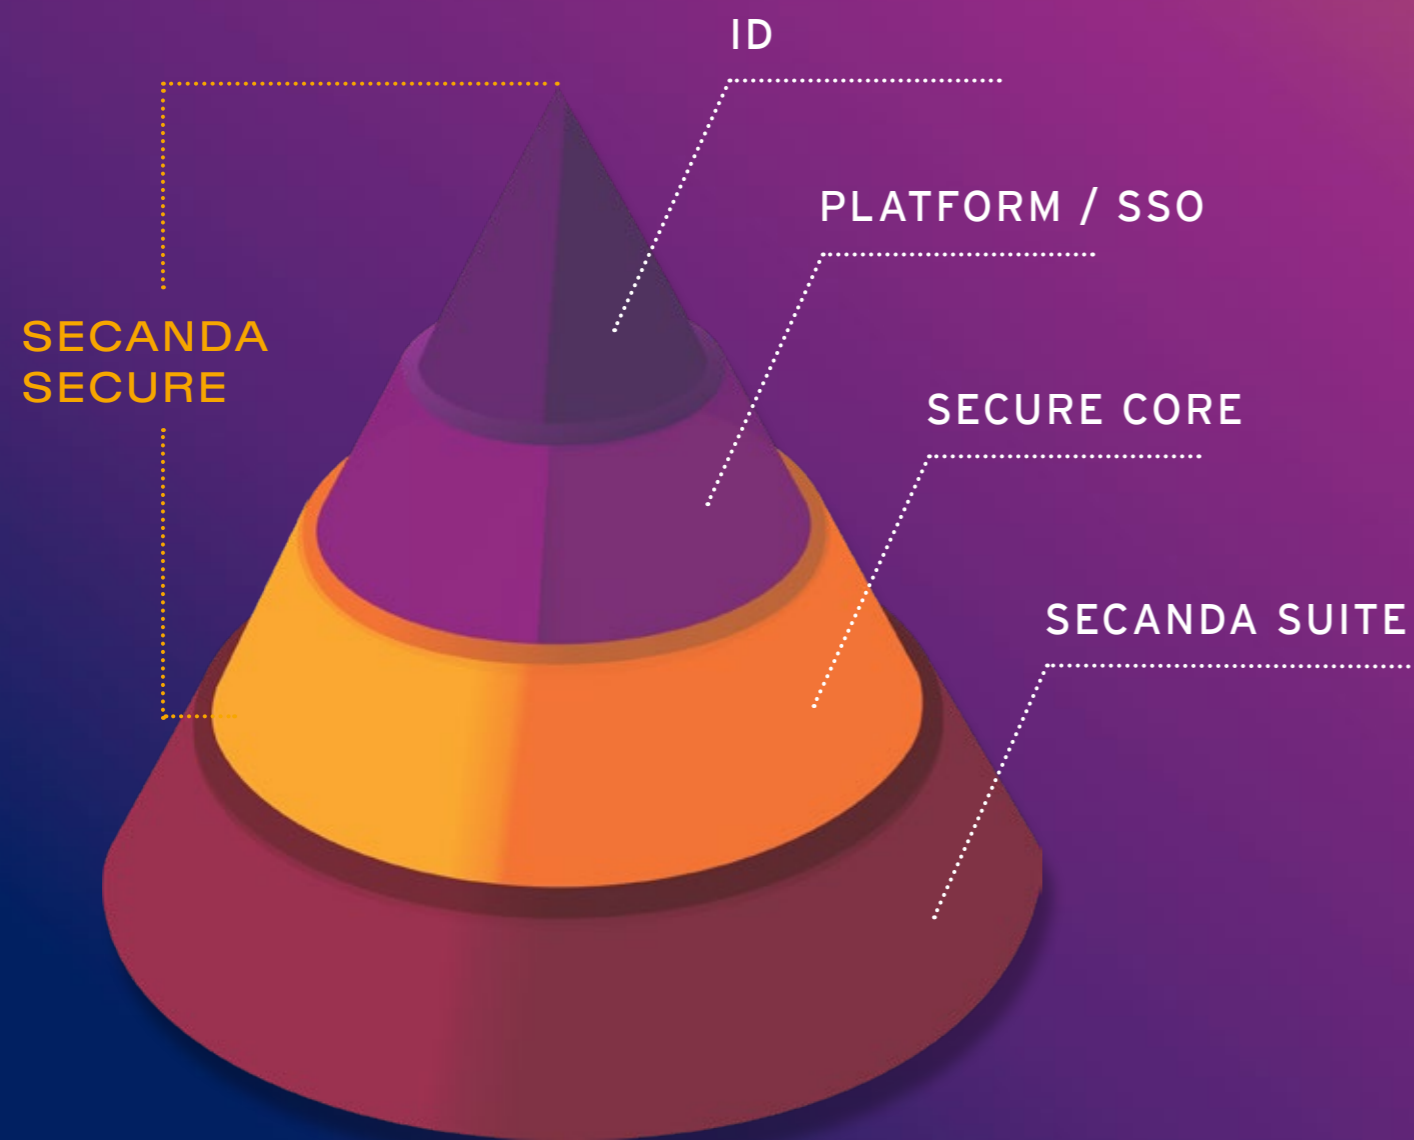 ID
PLATFORM / SSO
SECANDA
SECURE
SECURE CORE
SECANDA SUITE